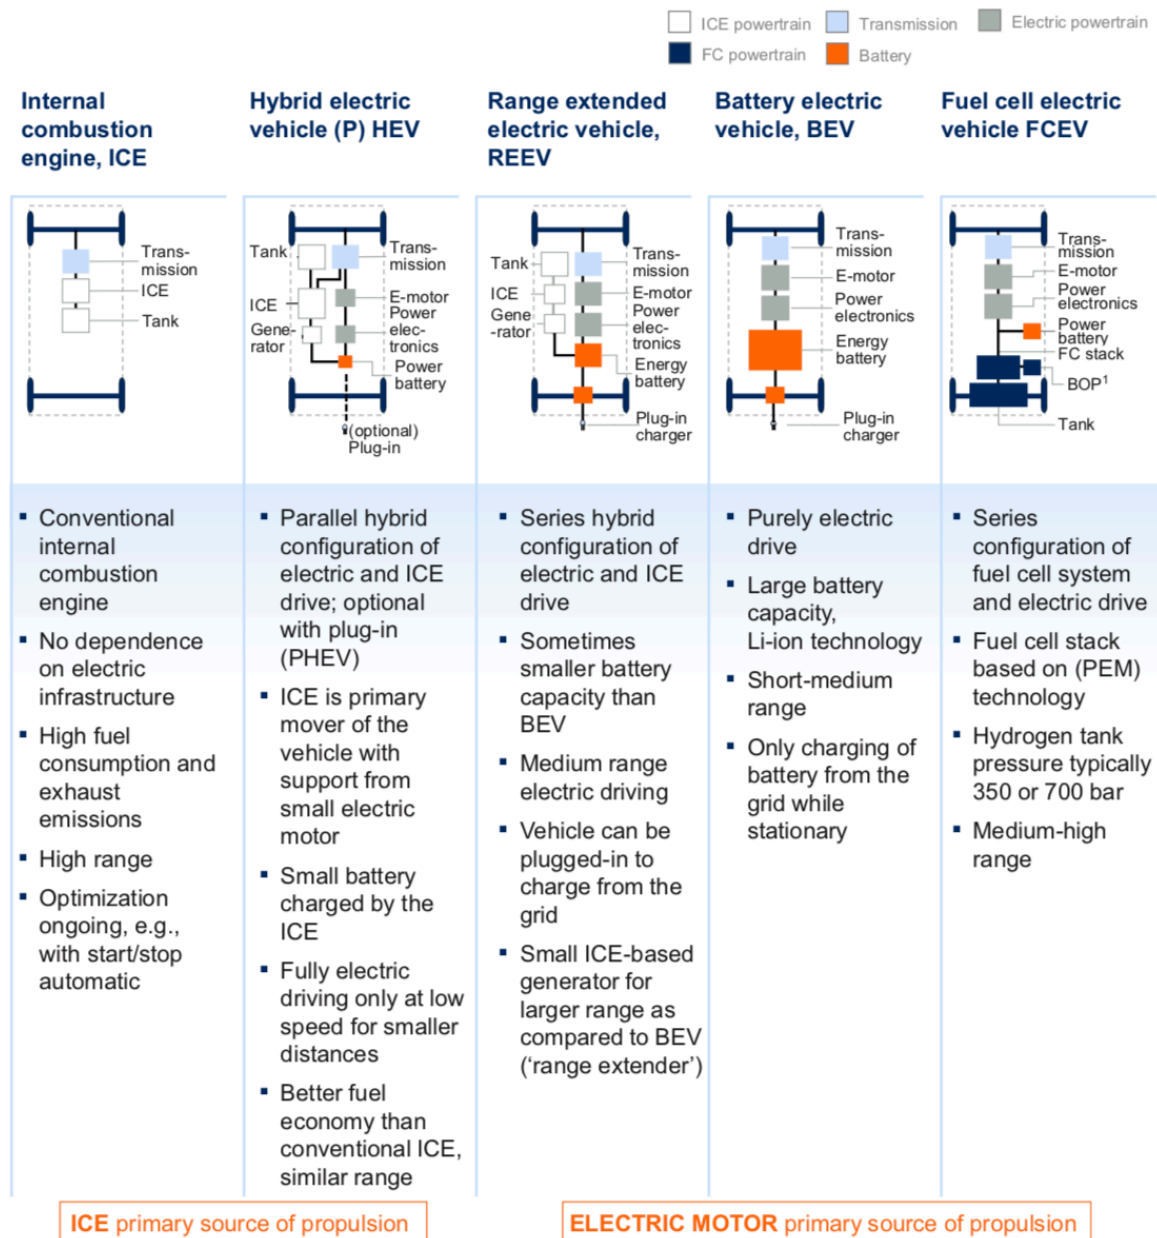 ICE powertrain
Transmission
Electric powertrain
FC powertrain
Battery
Internal
combustion
engine, ICE
Hybrid electric
vehicle (P) HEV
Range extended
electric vehicle,
REEV
Battery electric
vehicle, BEV
Fuel cell electric
vehicle FCEV
Trans-
mission
ICE
Tank
Tank
ICE
Gene-
rator
Trans-
mission
E-motor
Power
elec-
tronics
Power
battery
(optional)
Plug-in
Tank
ICE
Gene
-rator
Trans-
mission
E-motor
Power
elec-
tronics
Energy
battery
Plug-in
charger
Trans-
mission
E-motor
Power
electronics
Energy
battery
Plug-in
charger
Trans-
mission
E-motor
Power
electronics
Power
battery
FC stack
BOP¹
Tank
▪ Conventional
internal
combustion
engine
▪ No dependence
on electric
infrastructure
▪ High fuel
consumption and
exhaust
emissions
▪ High range
▪ Optimization
ongoing, e.g.,
with start/stop
automatic
▪ Parallel hybrid
configuration of
electric and ICE
drive; optional
with plug-in
(PHEV)
▪ ICE is primary
mover of the
vehicle with
support from
small electric
motor
▪ Small battery
charged by the
ICE
▪ Fully electric
driving only at low
speed for smaller
distances
▪ Better fuel
economy than
conventional ICE,
similar range
▪ Series hybrid
configuration of
electric and ICE
drive
▪ Sometimes
smaller battery
capacity than
BEV
▪ Medium range
electric driving
▪ Vehicle can be
plugged-in to
charge from the
grid
▪ Small ICE-based
generator for
larger range as
compared to BEV
(‘range extender’)
▪ Purely electric
drive
▪ Large battery
capacity,
Li-ion technology
▪ Short-medium
range
▪ Only charging of
battery from the
grid while
stationary
▪ Series
configuration of
fuel cell system
and electric drive
▪ Fuel cell stack
based on (PEM)
technology
▪ Hydrogen tank
pressure typically
350 or 700 bar
▪ Medium-high
range
ICE primary source of propulsion
ELECTRIC MOTOR primary source of propulsion